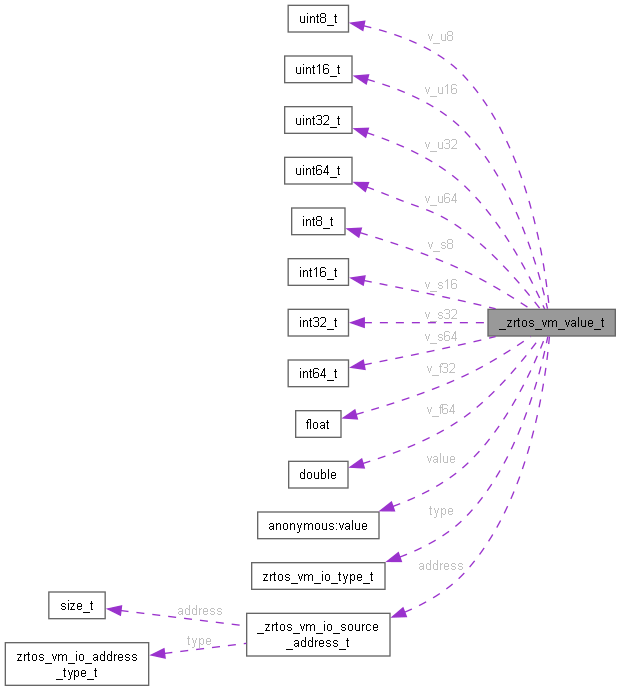 uint8_t
v_u8
uint16_t
v_u16
uint32_t
v_u32
uint64_t
v_u64
int8_t
v_s8
int16_t
v_s16
_zrtos_vm_value_t
int32_t
v_s32
v_s64
int64_t
v_f32
float
v_f64
double
value
anonymous:value
type
zrtos_vm_io_type_t
address
size_t
address
_zrtos_vm_io_source
_address_t
type
zrtos_vm_io_address
_type_t